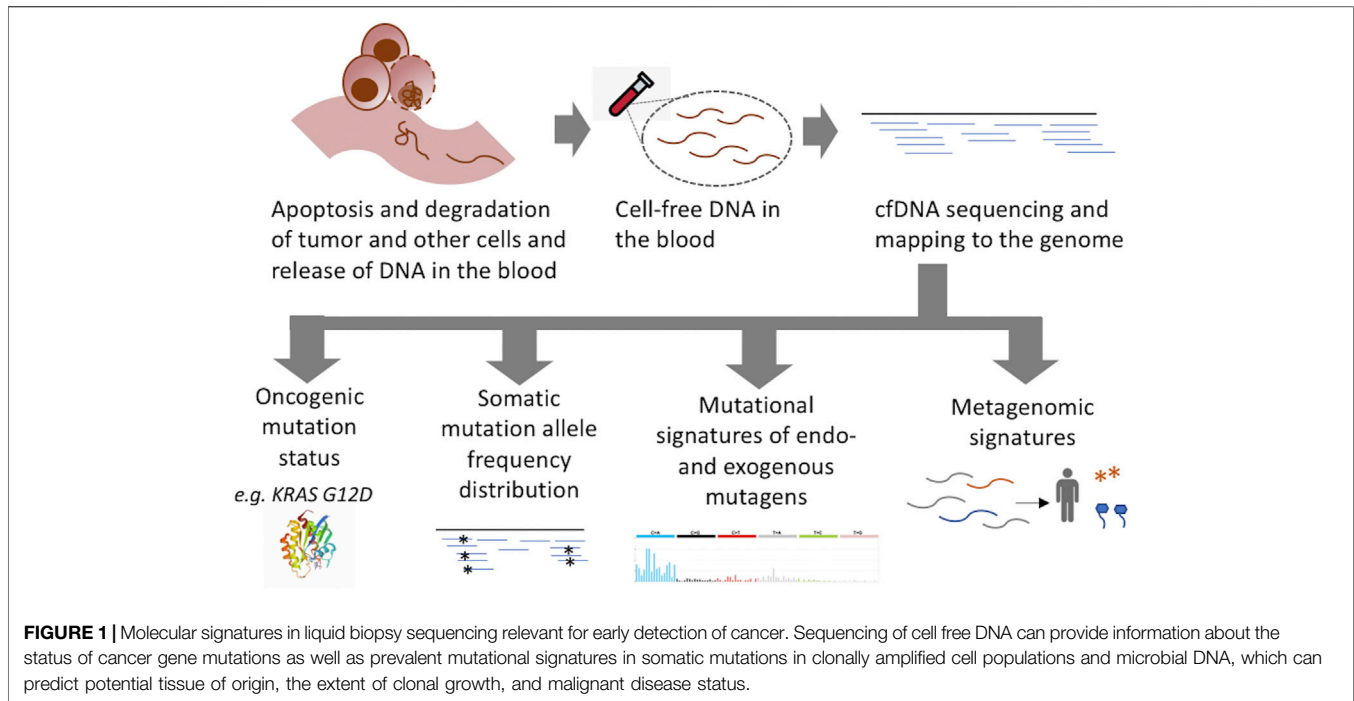 Apoptosis and degradation
of tumor and other cells and
release of DNA in the blood
Cell-free DNA in
the blood
cfDNA sequencing and
mapping to the genome
Oncogenic
mutation
status
e.g. KRAS G12D
Somatic
mutation allele
frequency
distribution
Mutational
signatures of endo-
and exogenous
mutagens
C>A C>G C>T T>A T>C T>G
Metagenomic
signatures
FIGURE 1 | Molecular signatures in liquid biopsy sequencing relevant for early detection of cancer. Sequencing of cell free DNA can provide information about the
status of cancer gene mutations as well as prevalent mutational signatures in somatic mutations in clonally amplified cell populations and microbial DNA, which can
predict potential tissue of origin, the extent of clonal growth, and malignant disease status.